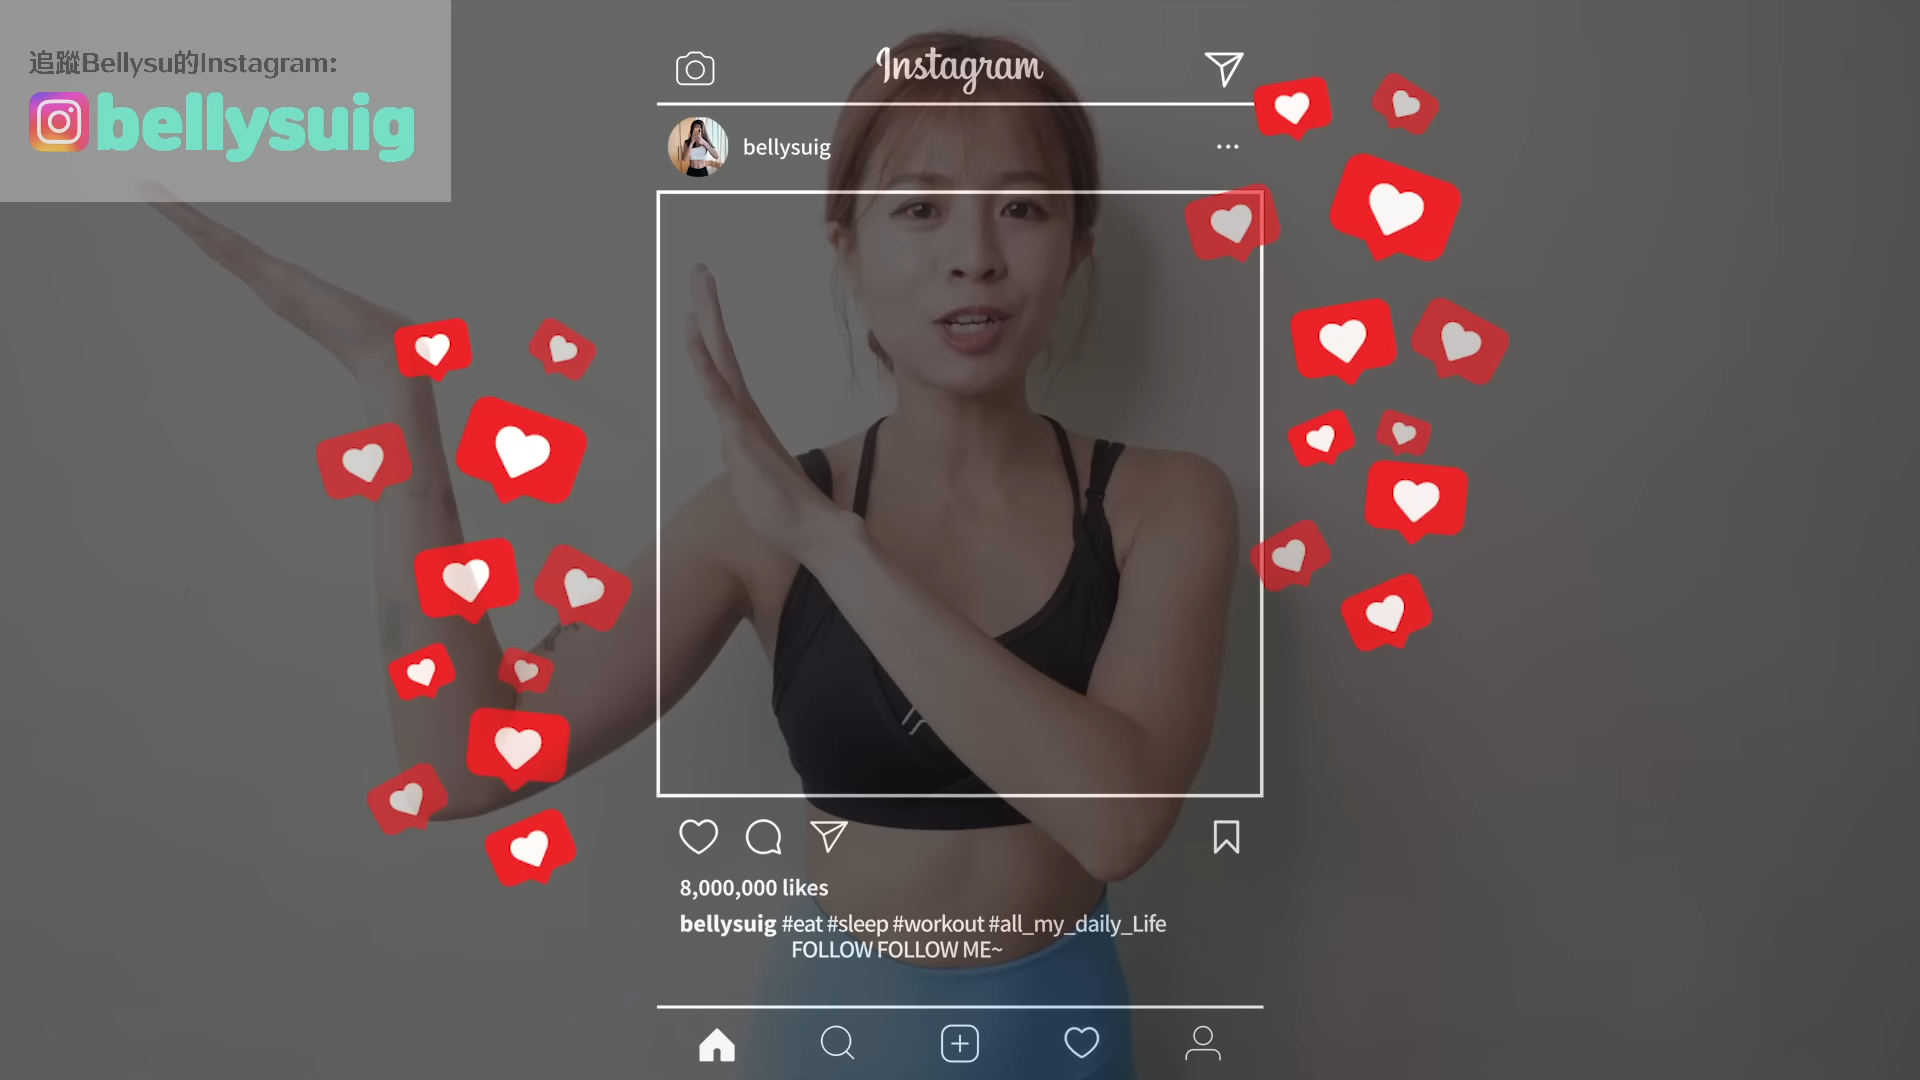 追蹤Bellysu的Instagram:
bellysuig
Instagram
bellysuig
8,000,000 likes
bellysuig #eat #sleep #workout #all_my_daily_Life
FOLLOW FOLLOW ME~